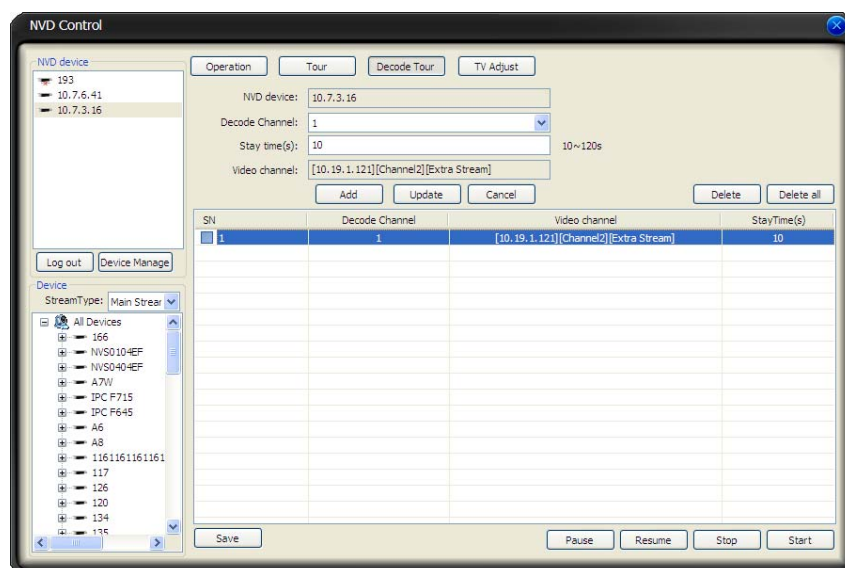 NVD Control
NVD device
193
10.7.6.41
10.7.3.16
Log out Device Manage
Device
StreamType: Main Strear
All Devices
166
NVS0104EF
NVS0404EF
A7W
IPC F715
IPC F645
A6
A8
1161161161161
117
126
120
134
135
Operation Tour Decode Tour TV Adjust
NVD device: 10.7.3.16
Decode Channel: 1
Stay time(s): 10 10~120s
Video channel: [10.19.1.121][Channel2][Extra Stream]
Add Update Cancel Delete Delete all
SN Decode Channel Video channel StayTime(s)
1 1 [10.19.1.121][Channel2][Extra Stream] 10
Save Pause Resume Stop Start